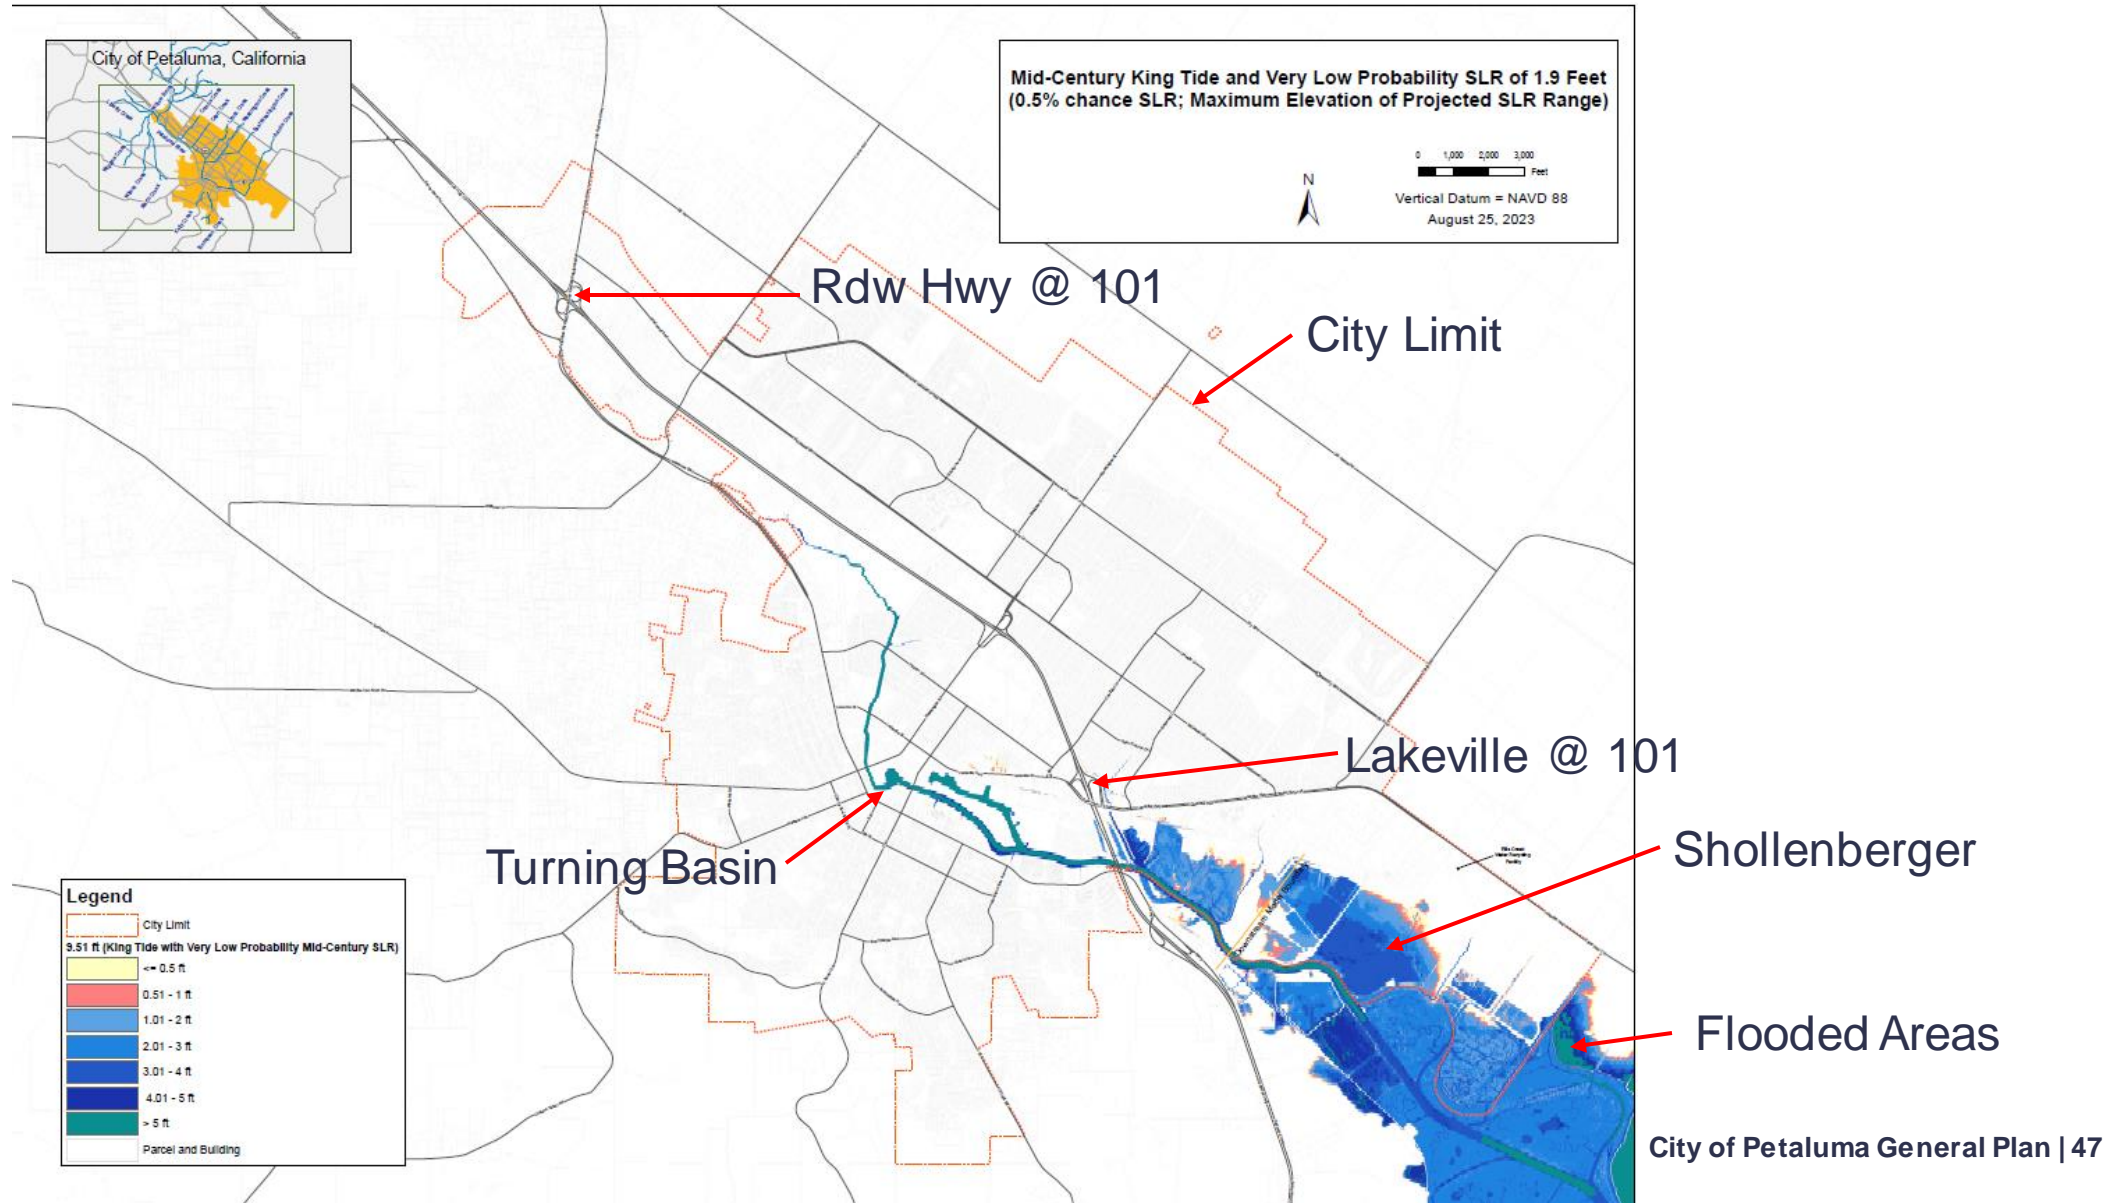 City of Petaluma, California
Mid-Century King Tide and Very Low Probability SLR of 1.9 Feet
(0.5% chance SLR; Maximum Elevation of Projected SLR Range)
0 1,000 2,000 3,000
Feet
N
Vertical Datum = NAVD 88
August 25, 2023
Rdw Hwy @ 101
City Limit
Lakeville @ 101
Turning Basin
Shollenberger
Flooded Areas
Legend
City Limit
9.51 ft (King Tide with Very Low Probability Mid-Century SLR)
<= 0.5 ft
0.51 - 1 ft
1.01 - 2 ft
2.01 - 3 ft
3.01 - 4 ft
4.01 - 5 ft
> 5 ft
Parcel and Building
City of Petaluma General Plan | 47